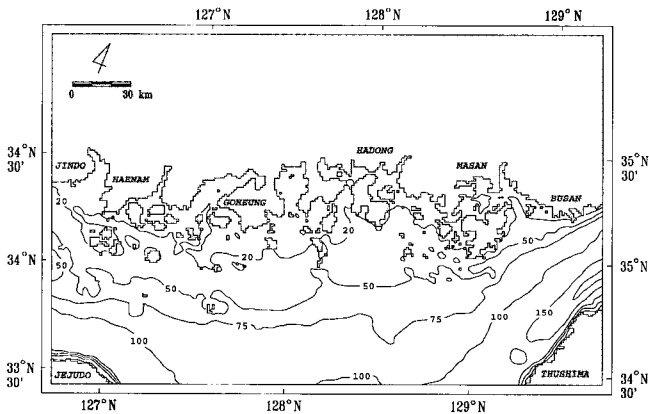 127°N 128°N 129°N
0 30 km
34°N
30'
35°N
30'
JINDO
HAENAM
GOHEUNG
HADONG
MASAN
BUSAN
20
20
20
50
34°N
35°N
50
50
50
75
75
100
100
100
150
33°N
30'
34°N
30'
JEJUDO
THUSHIMA
127°N 128°N 129°N